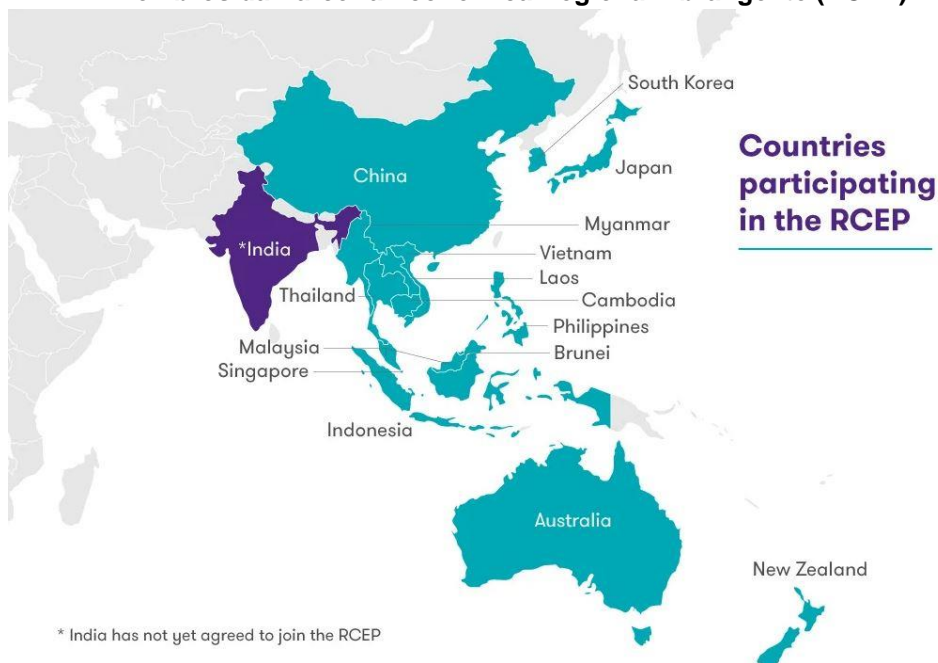 South Korea
Countries
participating
in the RCEP
China
Japan
Myanmar
*India
Vietnam
Laos
Thailand
Cambodia
Philippines
Malaysia
Brunei
Singapore
Indonesia
Australia
New Zealand
* India has not yet agreed to join the RCEP